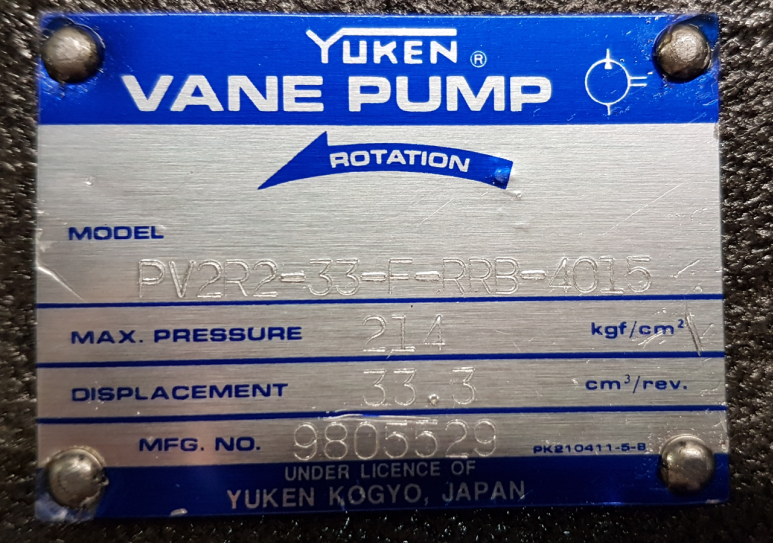 YUKEN ®
VANE PUMP
ROTATION
MODEL
PV2R2-33-F-RRB-4015
MAX. PRESSURE 214 kgf/cm²
DISPLACEMENT 33.3 cm³/rev.
MFG. NO. 9805529 PK210411-5-B
UNDER LICENCE OF
YUKEN KOGYO, JAPAN